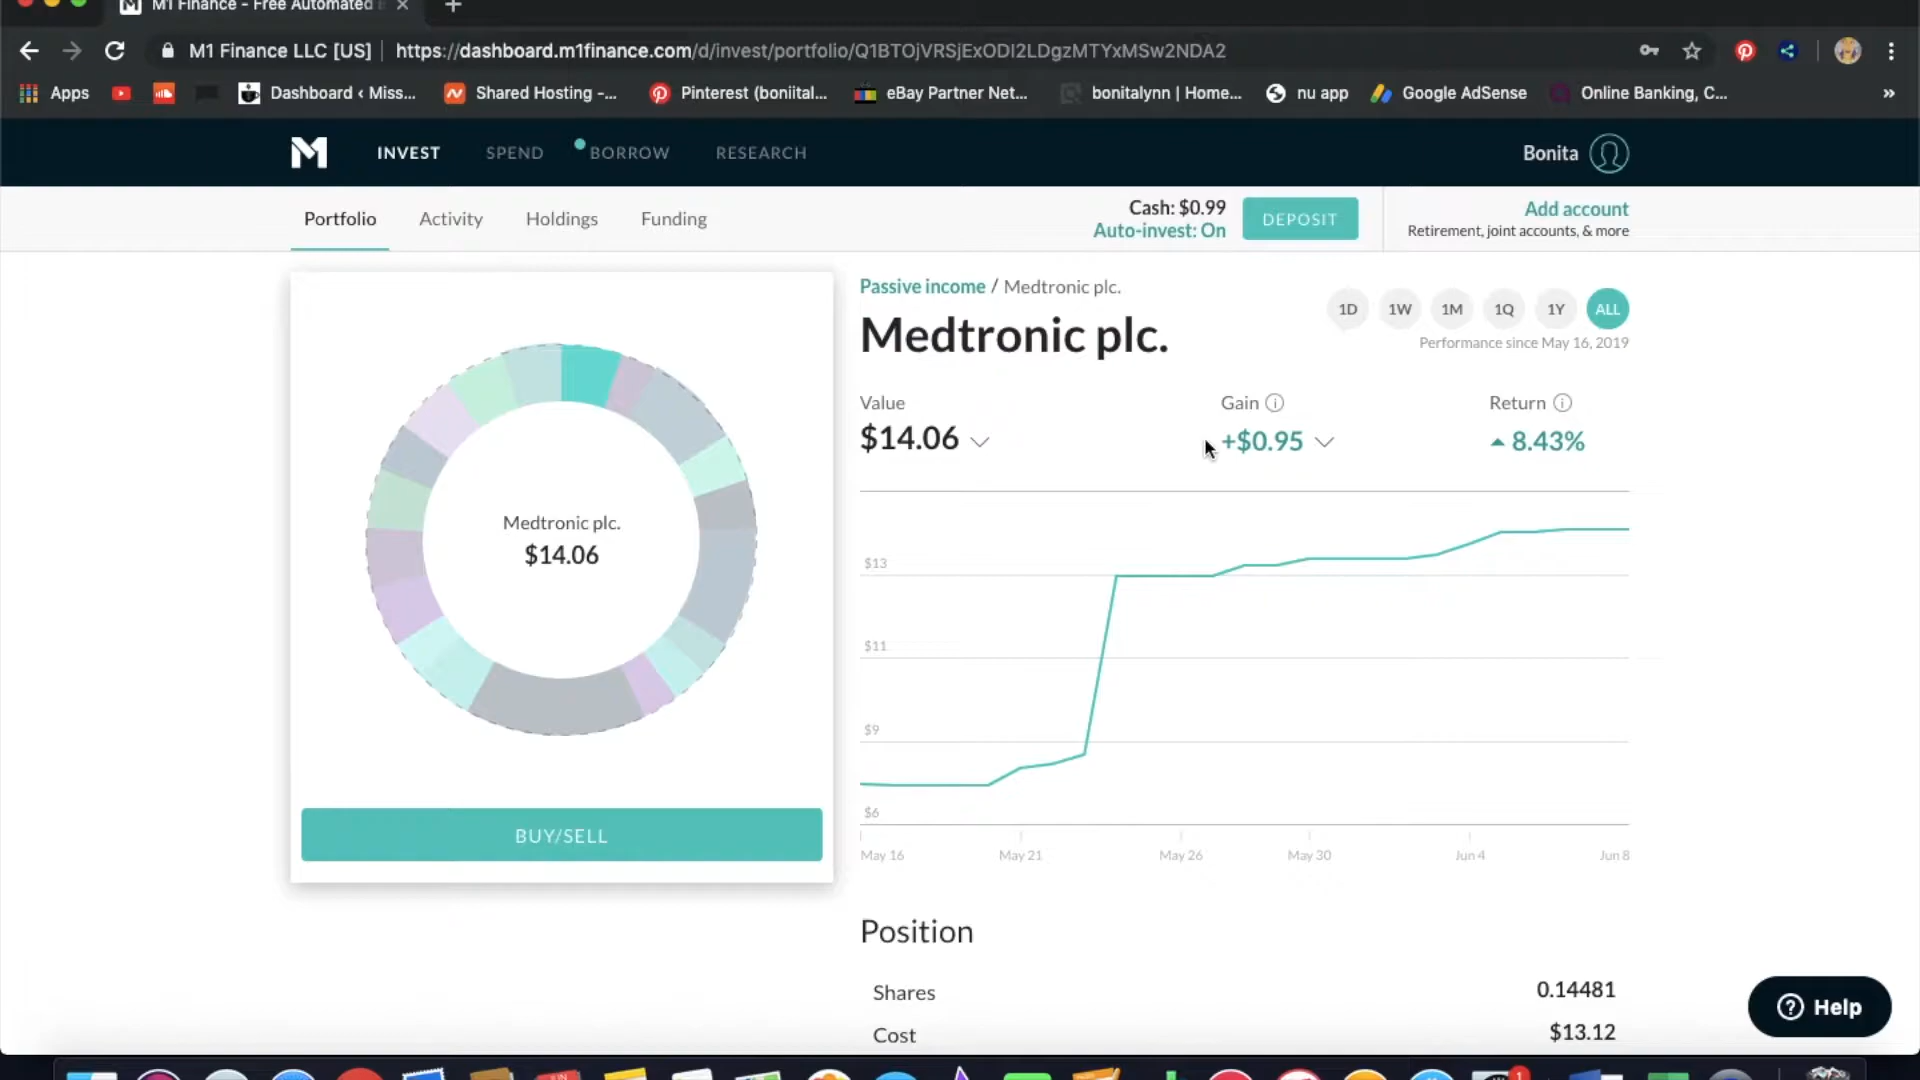 M1 Finance - Free Automated
M1 Finance LLC [US] https://dashboard.m1finance.com/d/invest/portfolio/Q1BTOjVRSjExODI2LDgzMTYxMSw2NDA2
Apps Dashboard ‹ Miss... Shared Hosting -... Pinterest (boniital... eBay Partner Net... bonitalynn | Home... nu app Google AdSense Online Banking, C... »
INVEST SPEND BORROW RESEARCH Bonita
Portfolio Activity Holdings Funding
Cash: $0.99
Auto-invest: On
DEPOSIT
Add account
Retirement, joint accounts, & more
Passive income / Medtronic plc.
Medtronic plc.
1D 1W 1M 1Q 1Y ALL
Performance since May 16, 2019
Value Gain Return
$14.06 +$0.95 8.43%
Medtronic plc.
$14.06
BUY/SELL
$13
$11
$9
$6
May 16 May 21 May 26 May 30 Jun 4 Jun 8
Position
Shares 0.14481
Cost $13.12
Help